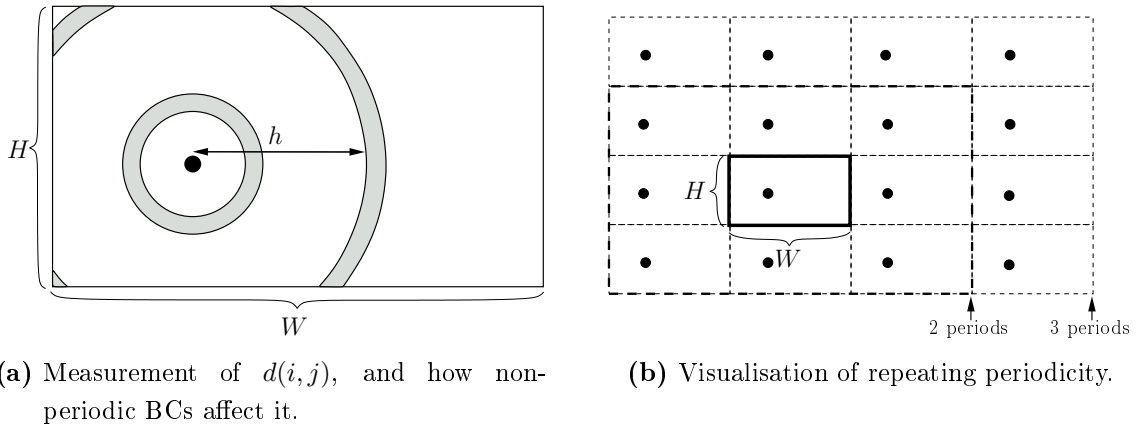 H
h
W
(a) Measurement of d(i, j), and how non-
periodic BCs affect it.
H
W
2 periods
3 periods
(b) Visualisation of repeating periodicity.